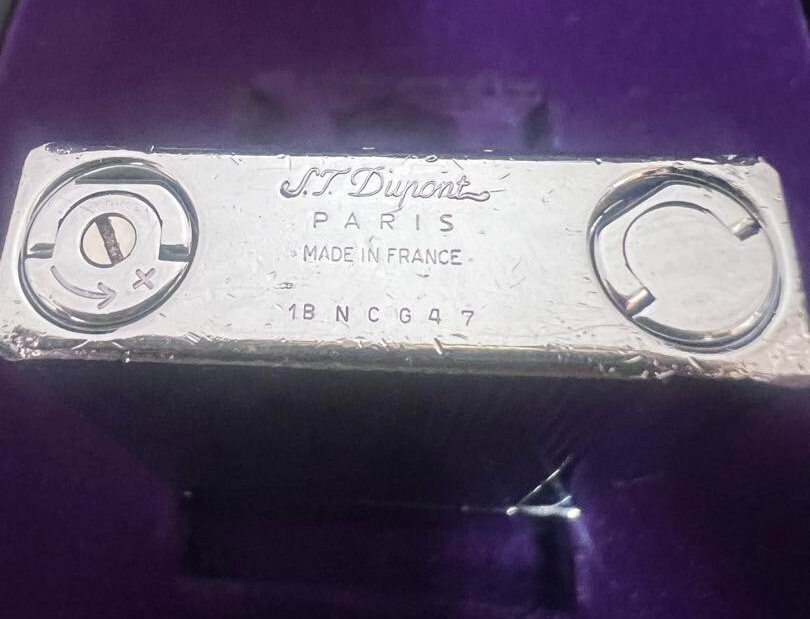 S.T. Dupont
PARIS
MADE IN FRANCE
1B N C G 4 7